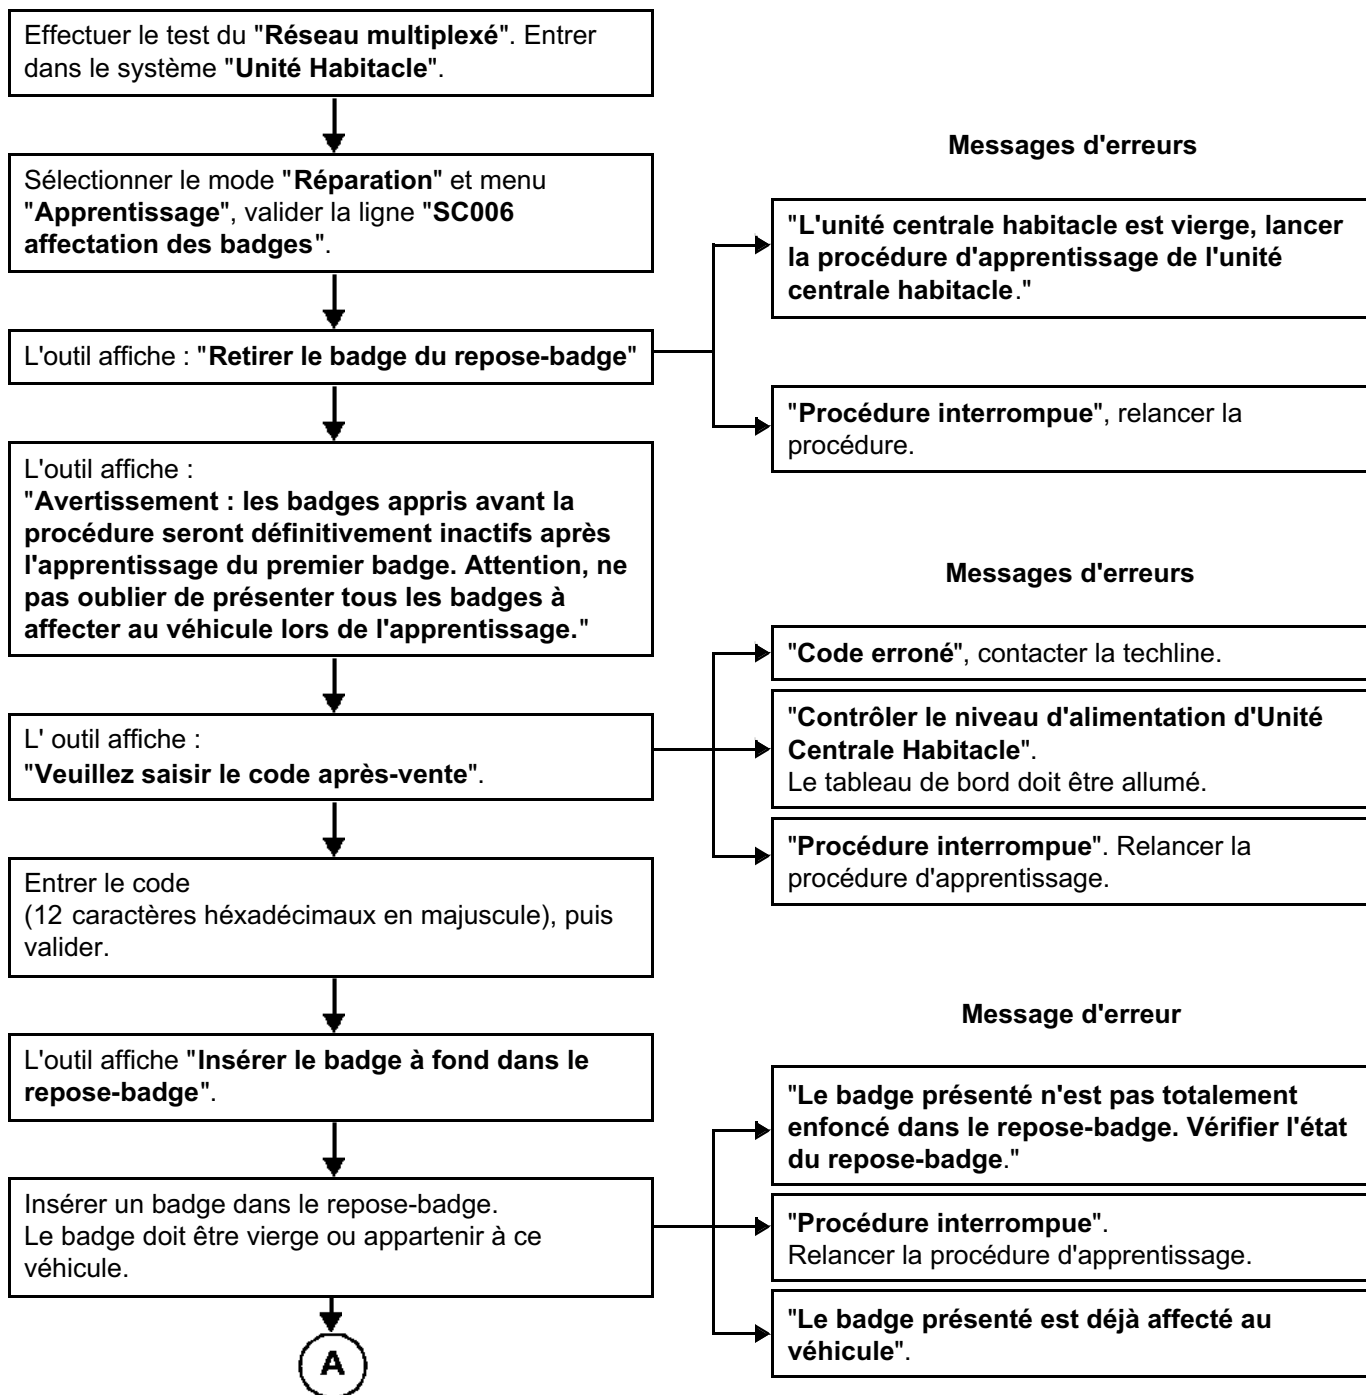 Effectuer le test du "Réseau multiplexé". Entrer
dans le système "Unité Habitacle".
Sélectionner le mode "Réparation" et menu
"Apprentissage", valider la ligne "SC006
affectation des badges".
L'outil affiche : "Retirer le badge du repose-badge"
Messages d'erreurs
"L'unité centrale habitacle est vierge, lancer
la procédure d'apprentissage de l'unité
centrale habitacle."
"Procédure interrompue", relancer la
procédure.
L'outil affiche :
"Avertissement : les badges appris avant la
procédure seront définitivement inactifs après
l'apprentissage du premier badge. Attention, ne
pas oublier de présenter tous les badges à
affecter au véhicule lors de l'apprentissage."
L' outil affiche :
"Veuillez saisir le code après-vente".
Messages d'erreurs
"Code erroné", contacter la techline.
"Contrôler le niveau d'alimentation d'Unité
Centrale Habitacle".
Le tableau de bord doit être allumé.
"Procédure interrompue". Relancer la
procédure d'apprentissage.
Entrer le code
(12 caractères héxadécimaux en majuscule), puis
valider.
L'outil affiche "Insérer le badge à fond dans le
repose-badge".
Insérer un badge dans le repose-badge.
Le badge doit être vierge ou appartenir à ce
véhicule.
Message d'erreur
"Le badge présenté n'est pas totalement
enfoncé dans le repose-badge. Vérifier l'état
du repose-badge."
"Procédure interrompue".
Relancer la procédure d'apprentissage.
"Le badge présenté est déjà affecté au
véhicule".
A